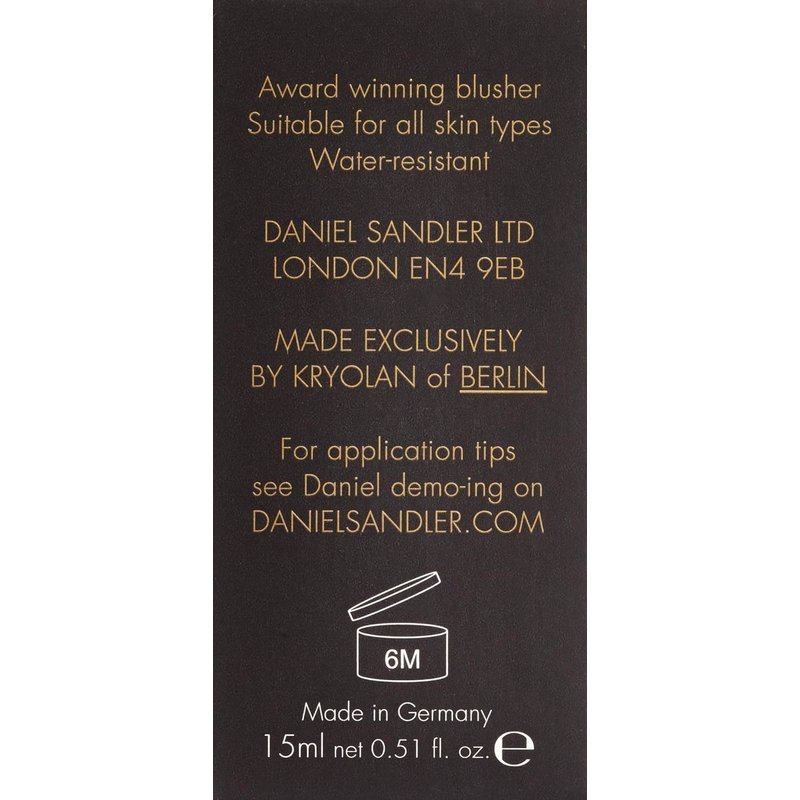 Award winning blusher
Suitable for all skin types
Water-resistant
DANIEL SANDLER LTD
LONDON EN4 9EB
MADE EXCLUSIVELY
BY KRYOLAN of BERLIN
For application tips
see Daniel demo-ing on
DANIELSANDLER.COM
6M
Made in Germany
15ml net 0.51 fl. oz. ℮